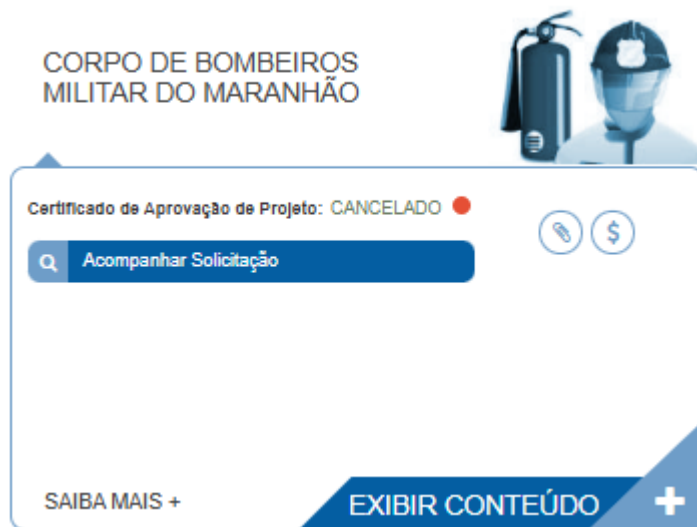 CORPO DE BOMBEIROS
MILITAR DO MARANHÃO
Certificado de Aprovação de Projeto: CANCELADO
Acompanhar Solicitação
$
SAIBA MAIS +
EXIBIR CONTEÚDO +